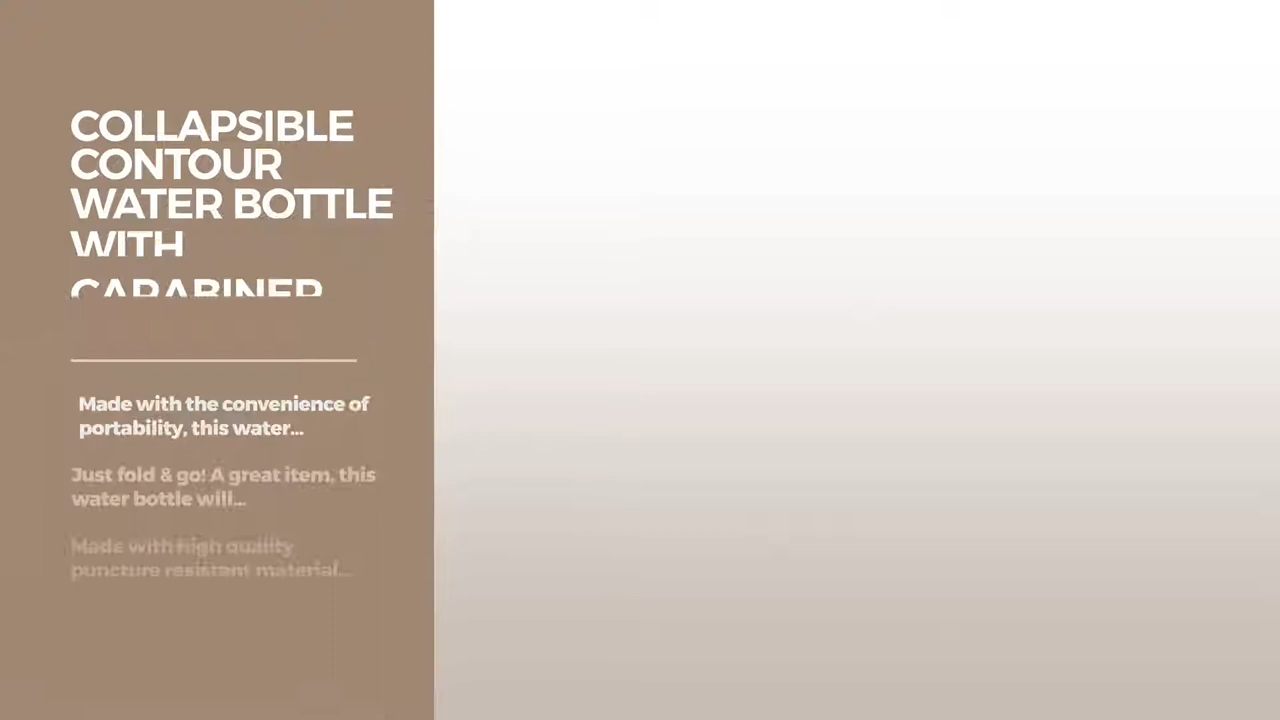 COLLAPSIBLE
CONTOUR
WATER BOTTLE
WITH
CARABINER
Made with the convenience of
portability, this water...
Just fold & go! A great item, this
water bottle will...
Made with high quality
puncture resistant material...